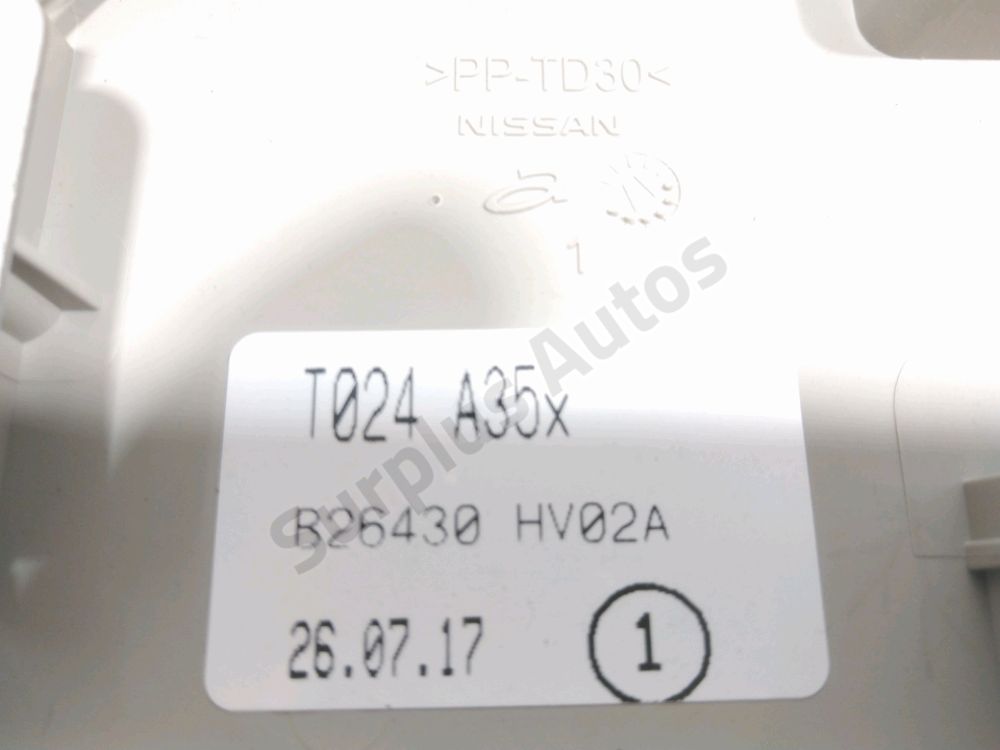 >PP-TD30<
NISSAN
1
T024 A35x
B26430 HV02A
26.07.17 1
Surplus Autos